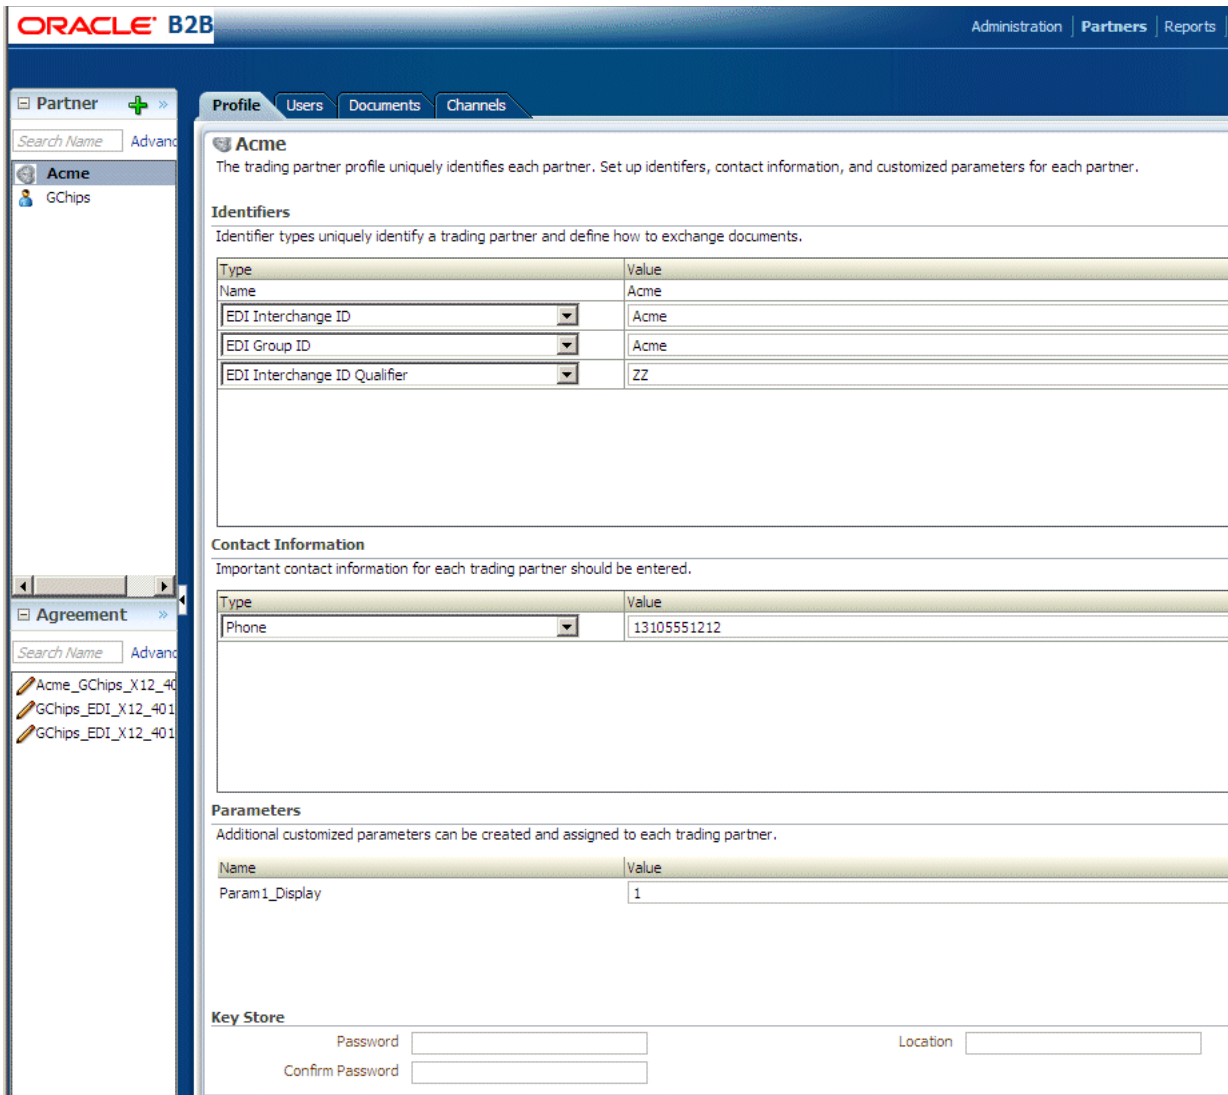 ORACLE B2B
Administration | Partners | Reports
Partner
Search Name Advanc
Acme
GChips
Agreement
Search Name Advanc
Acme_GChips_X12_40
GChips_EDI_X12_401
GChips_EDI_X12_401
Profile Users Documents Channels
Acme
The trading partner profile uniquely identifies each partner. Set up identifers, contact information, and customized parameters for each partner.
Identifiers
Identifier types uniquely identify a trading partner and define how to exchange documents.
Type Value
Name Acme
EDI Interchange ID Acme
EDI Group ID Acme
EDI Interchange ID Qualifier ZZ
Contact Information
Important contact information for each trading partner should be entered.
Type Value
Phone 13105551212
Parameters
Additional customized parameters can be created and assigned to each trading partner.
Name Value
Param1_Display 1
Key Store
Password Location
Confirm Password